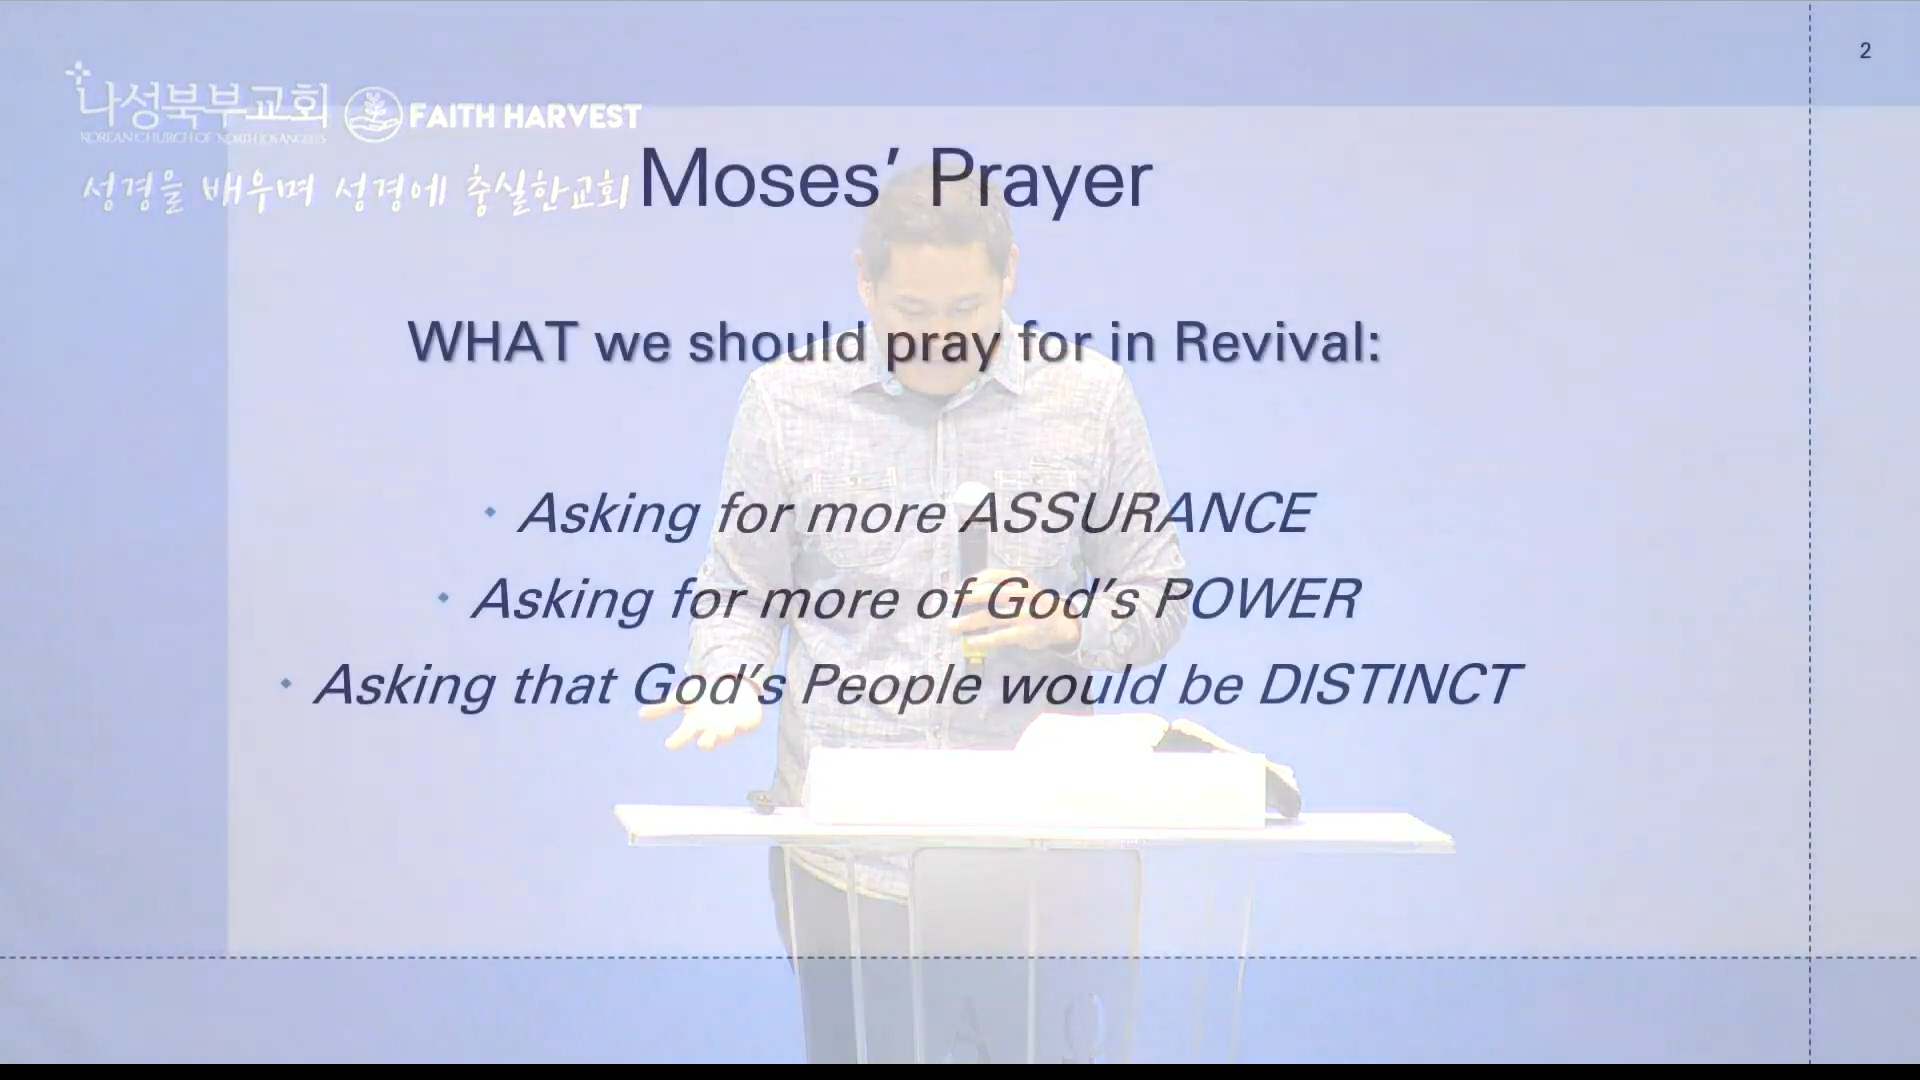 2
나성북부교회 FAITH HARVEST
KOREAN CHURCH OF NORTH LOS ANGELES
성경을 배우며 성경에 충실한교회
Moses’ Prayer
WHAT we should pray for in Revival:
Asking for more ASSURANCE
Asking for more of God’s POWER
Asking that God’s People would be DISTINCT
A Ω